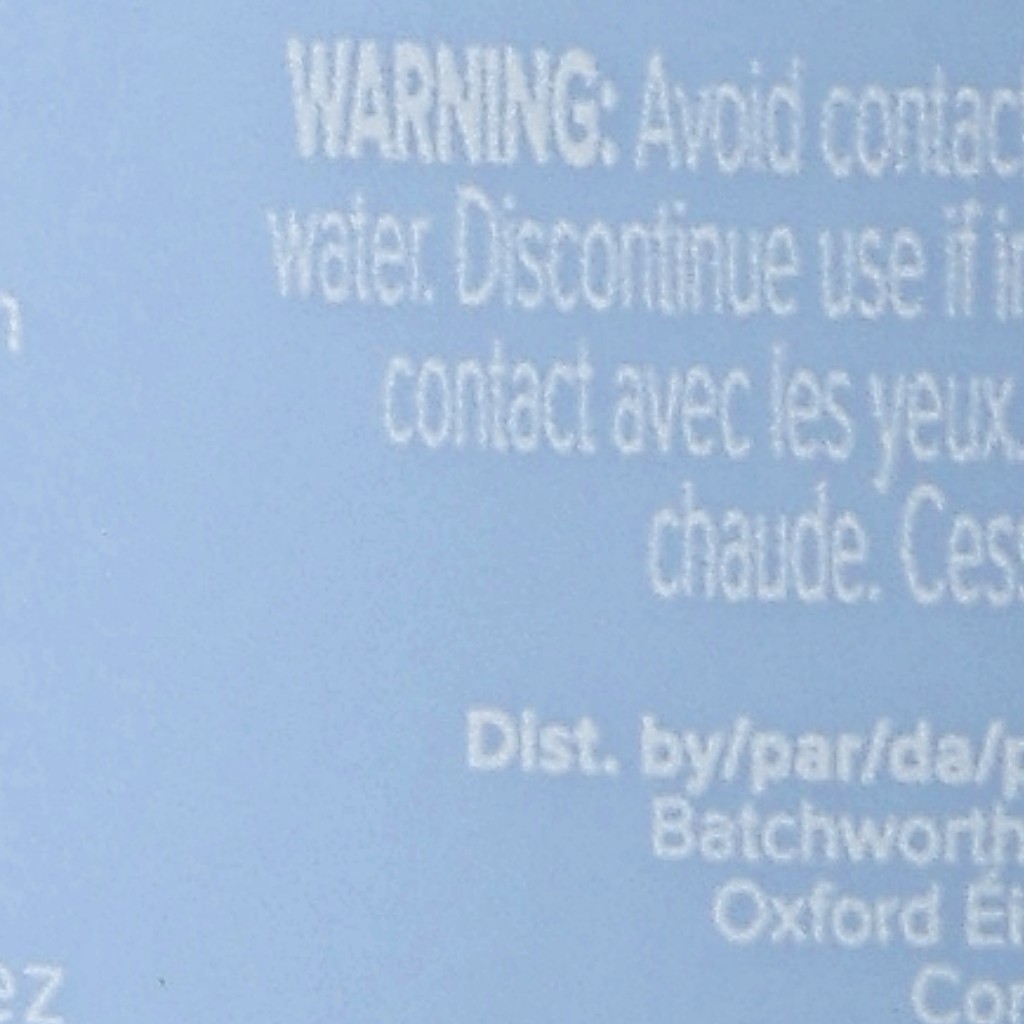 WARNING: Avoid contact
water. Discontinue use if
contact avec les yeux.
chaude.
Dist. by/par/da/
Batchworth
Oxford